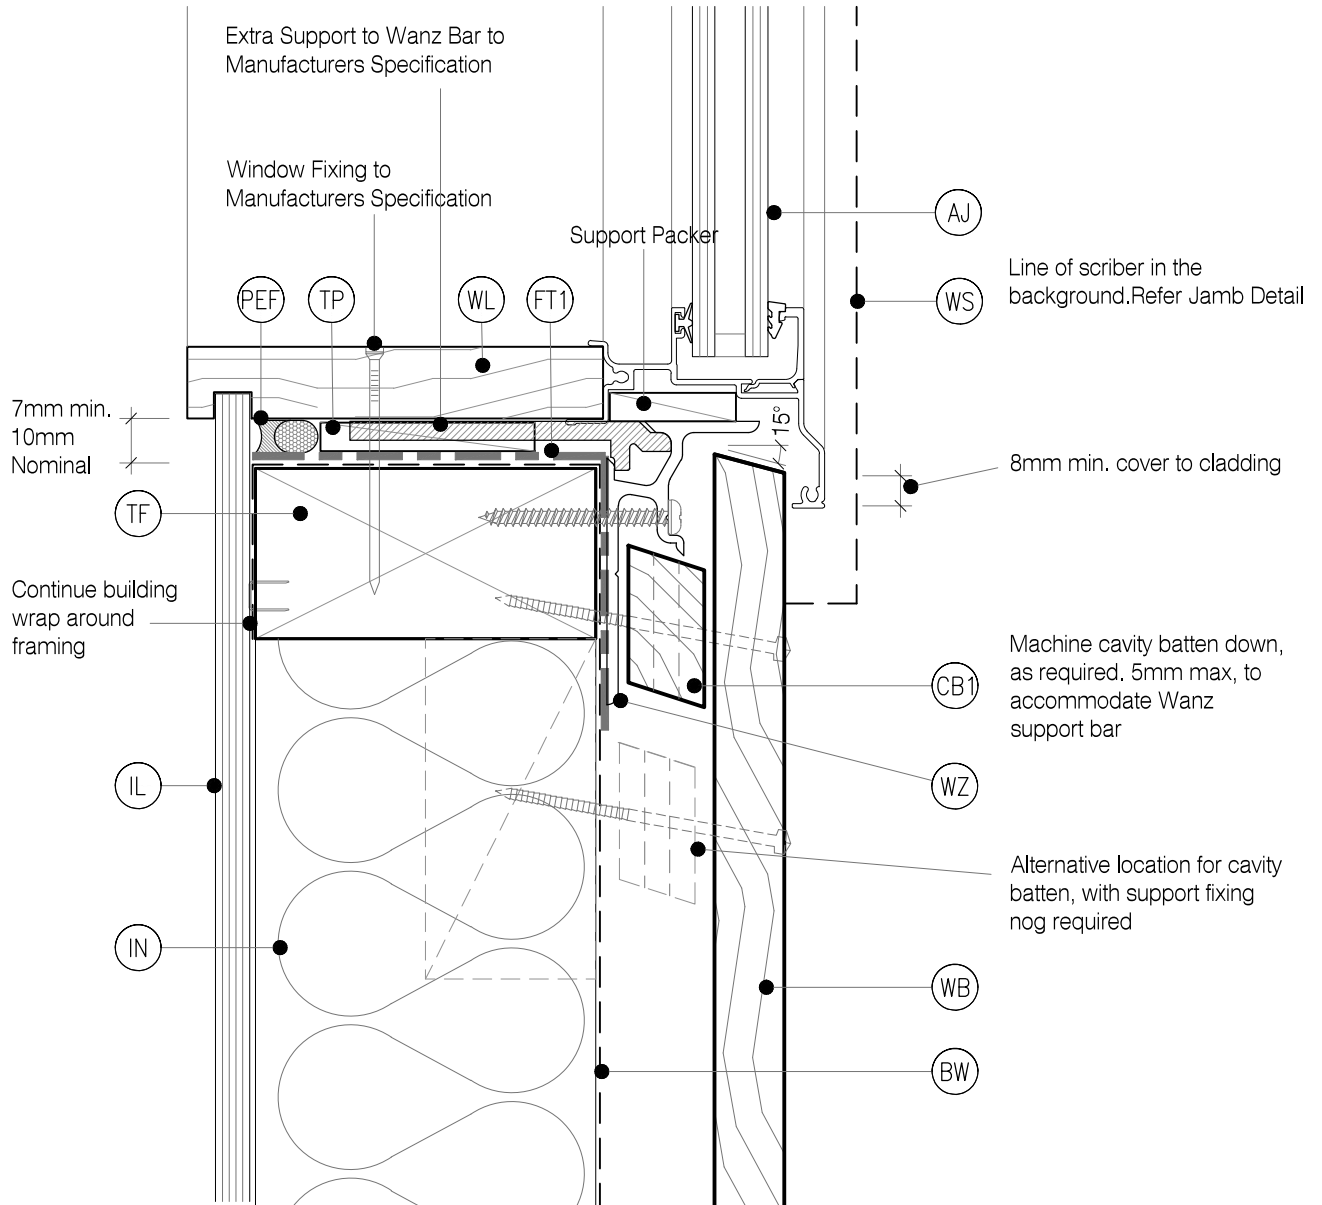 Extra Support to Wanz Bar to
Manufacturers Specification
Window Fixing to
Manufacturers Specification
Support Packer
AJ
Line of scriber in the
background.Refer Jamb Detail
WS
PEF
TP
WL
FT1
7mm min.
10mm
Nominal
15°
8mm min. cover to cladding
TF
Continue building
wrap around
framing
Machine cavity batten down,
as required. 5mm max, to
accommodate Wanz
support bar
CB1
IL
WZ
Alternative location for cavity
batten, with support fixing
nog required
IN
WB
BW